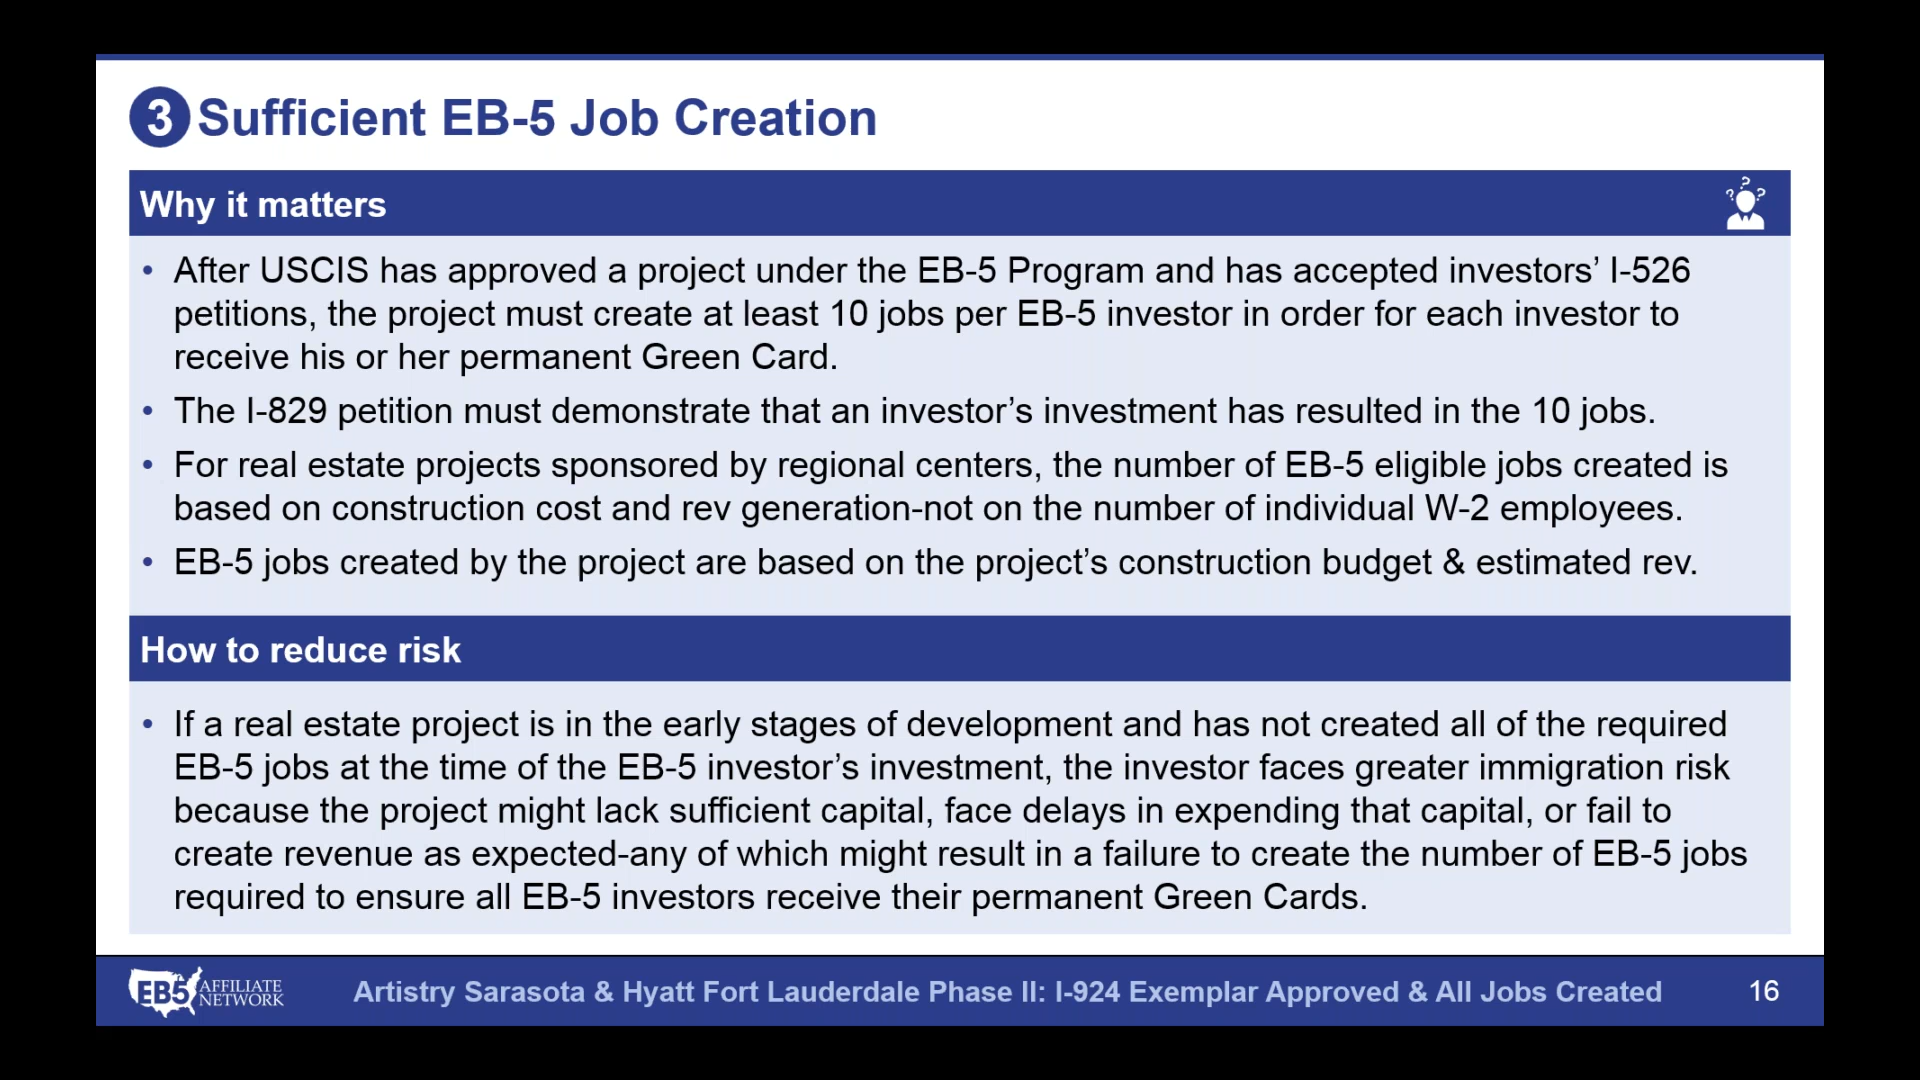 3 Sufficient EB-5 Job Creation
Why it matters
• After USCIS has approved a project under the EB-5 Program and has accepted investors’ I-526
petitions, the project must create at least 10 jobs per EB-5 investor in order for each investor to
receive his or her permanent Green Card.
• The I-829 petition must demonstrate that an investor’s investment has resulted in the 10 jobs.
• For real estate projects sponsored by regional centers, the number of EB-5 eligible jobs created is
based on construction cost and rev generation-not on the number of individual W-2 employees.
• EB-5 jobs created by the project are based on the project’s construction budget & estimated rev.
How to reduce risk
• If a real estate project is in the early stages of development and has not created all of the required
EB-5 jobs at the time of the EB-5 investor’s investment, the investor faces greater immigration risk
because the project might lack sufficient capital, face delays in expending that capital, or fail to
create revenue as expected-any of which might result in a failure to create the number of EB-5 jobs
required to ensure all EB-5 investors receive their permanent Green Cards.
EB5 AFFILIATE
NETWORK
Artistry Sarasota & Hyatt Fort Lauderdale Phase II: I-924 Exemplar Approved & All Jobs Created
16